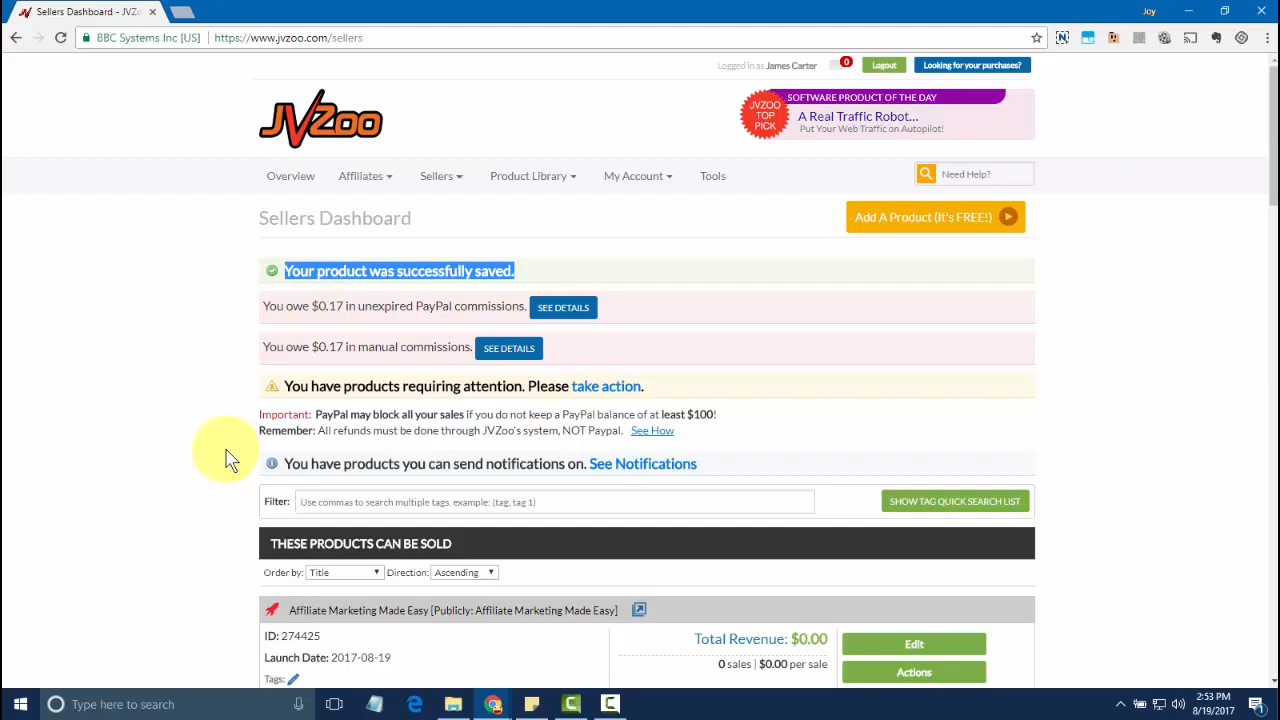 Sellers Dashboard - JVZo
Joy
BBC Systems Inc [US] https://www.jvzoo.com/sellers
Logged in as James Carter 0 Logout Looking for your purchases?
JVZoo
JVZOO TOP PICK
SOFTWARE PRODUCT OF THE DAY
A Real Traffic Robot...
Put Your Web Traffic on Autopilot!
Overview Affiliates Sellers Product Library My Account Tools Need Help?
Sellers Dashboard Add A Product (It's FREE!)
Your product was successfully saved.
You owe $0.17 in unexpired PayPal commissions. SEE DETAILS
You owe $0.17 in manual commissions. SEE DETAILS
You have products requiring attention. Please take action.
Important: PayPal may block all your sales if you do not keep a PayPal balance of at least $100!
Remember: All refunds must be done through JVZoo's system, NOT Paypal. See How
You have products you can send notifications on. See Notifications
Filter: Use commas to search multiple tags. example: (tag, tag 1) SHOW TAG QUICK SEARCH LIST
THESE PRODUCTS CAN BE SOLD
Order by: Title Direction: Ascending
Affiliate Marketing Made Easy [Publicly: Affiliate Marketing Made Easy]
ID: 274425 Total Revenue: $0.00 Edit
Launch Date: 2017-08-19 0 sales | $0.00 per sale Actions
Tags:
Type here to search
2:53 PM
8/19/2017